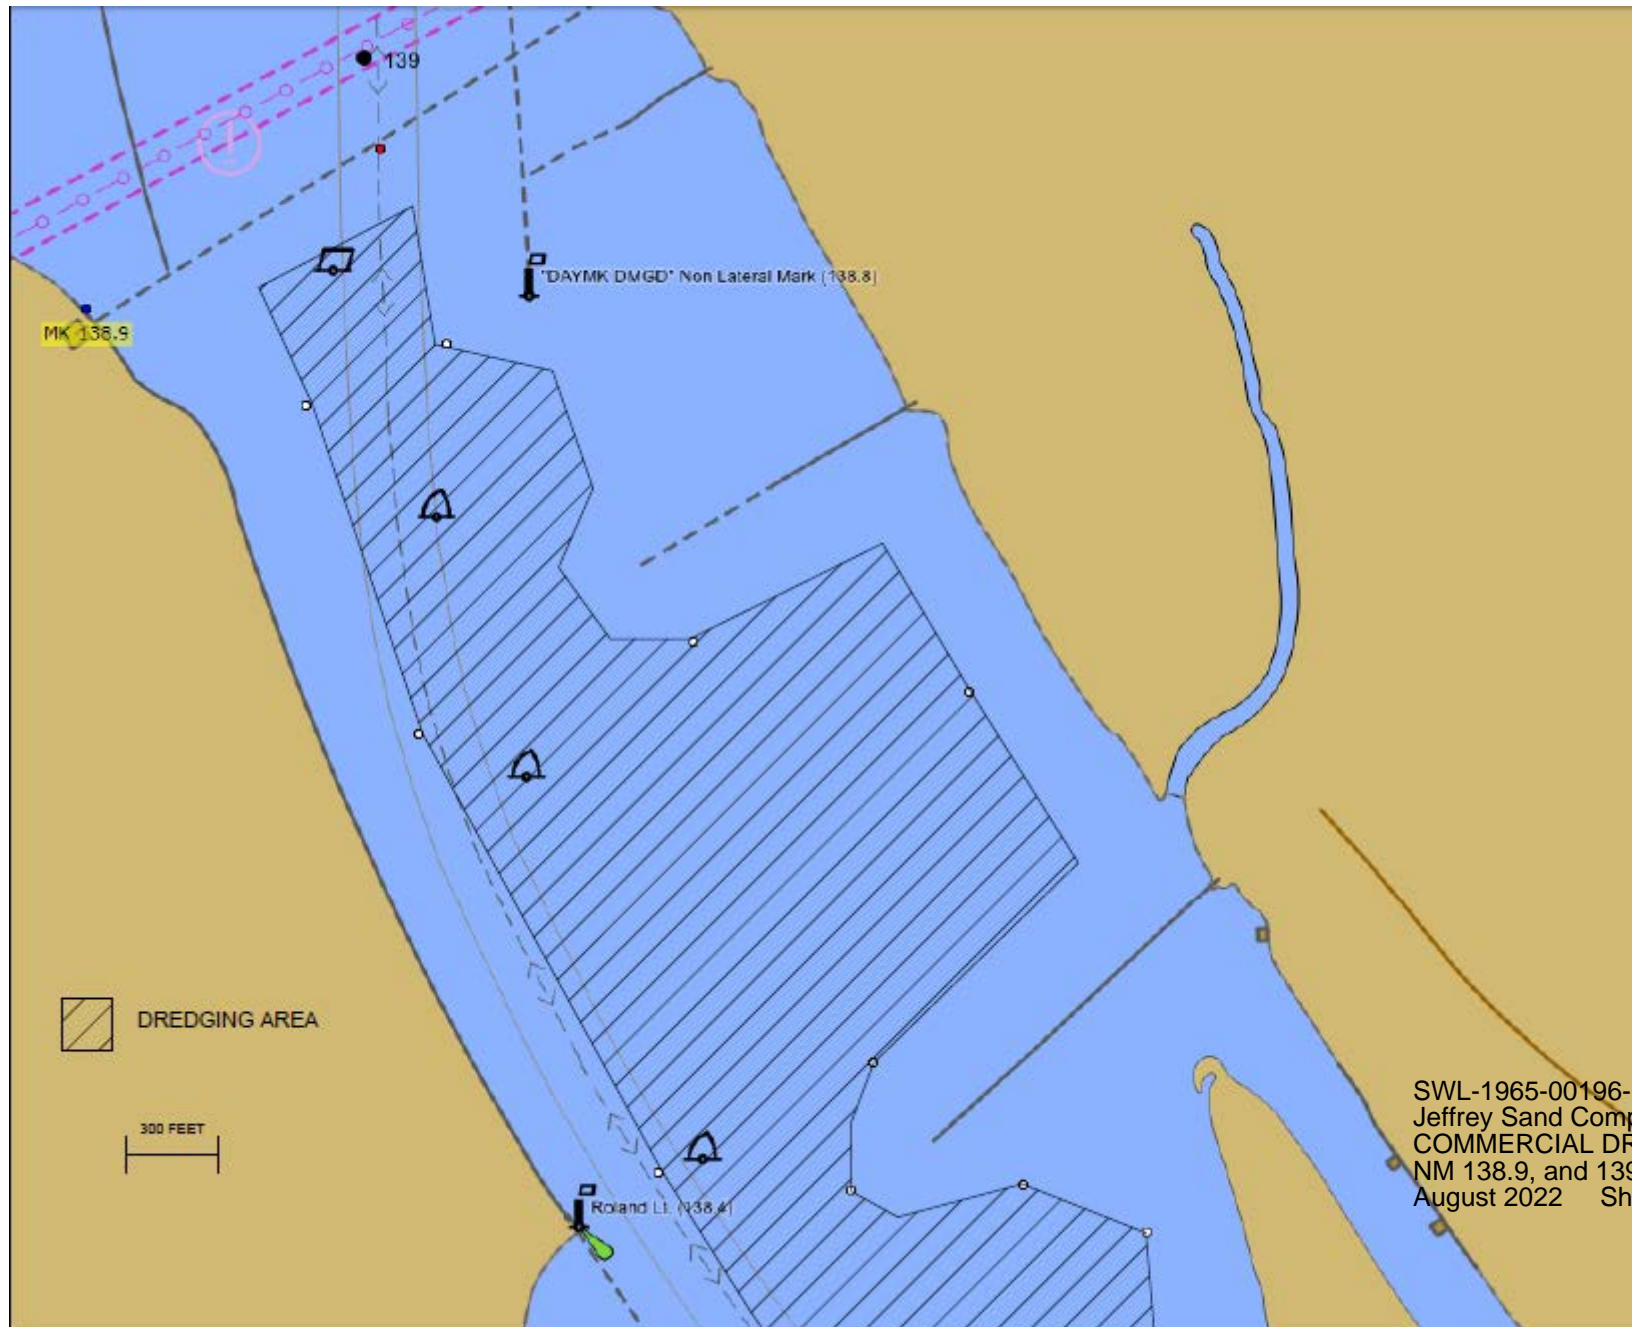 139
"DAYMK DMGD" Non Lateral Mark (138.8)
MK 138.9
DREDGING AREA
300 FEET
Roland Lt. (138.4)
SWL-1965-00196-
Jeffrey Sand Comp
COMMERCIAL DR
NM 138.9, and 139
August 2022 Sh